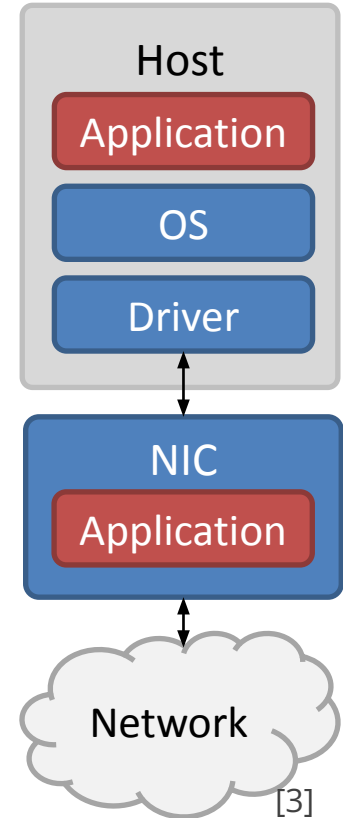 Host
Application
OS
Driver
NIC
Application
Network
[3]